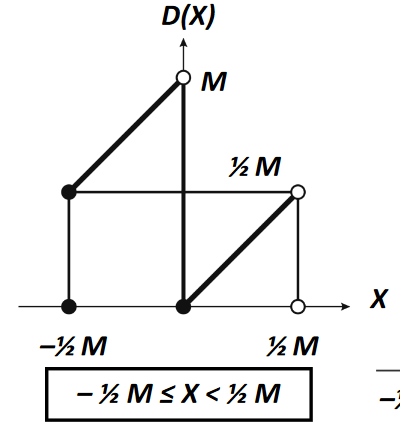 D(X)
M
½ M
X
–½ M
½ M
– ½ M ≤ X < ½ M